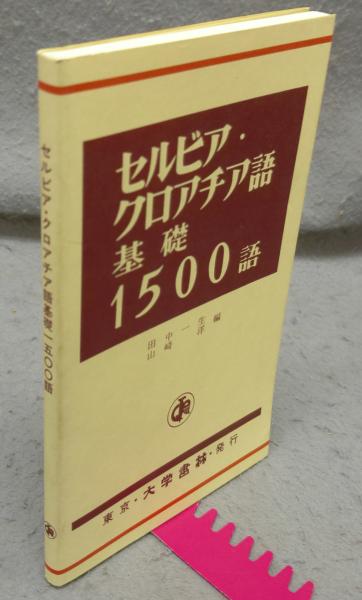 セルビア・
クロアチア語
基礎
1500語
田中一生
山崎洋
編
東京・大学書林・発行
セルビア・クロアチア語基礎一五〇〇語